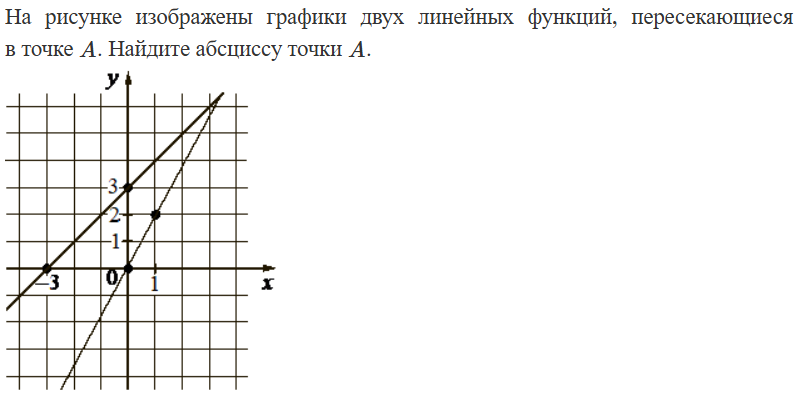 На рисунке изображены графики двух линейных функций, пересекающиеся
в точке A. Найдите абсциссу точки A.
y
3
2
1
−3 0 1 x